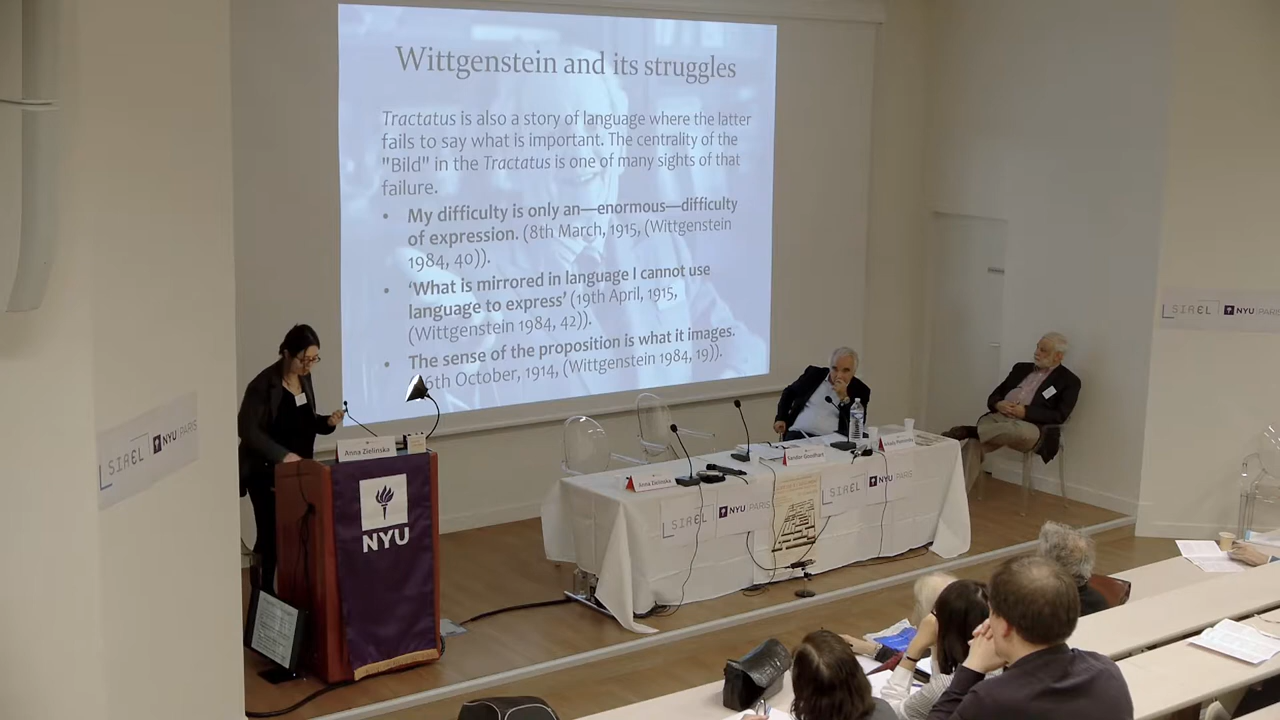 Wittgenstein and its struggles
Tractatus is also a story of language where the latter
fails to say what is important. The centrality of the
"Bild" in the Tractatus is one of many sights of that
failure.
• My difficulty is only an—enormous—difficulty
of expression. (8th March, 1915, (Wittgenstein
1984, 40)).
• ‘What is mirrored in language I cannot use
language to express’ (19th April, 1915,
(Wittgenstein 1984, 42)).
• The sense of the proposition is what it images.
6th October, 1914, (Wittgenstein 1984, 19)).
SIREL NYU PARIS
SIREL NYU PARIS
Anna Zielinska
NYU
Anna Zielinska
Sandor Goodhart
SIREL NYU PARIS
SIREL NYU PARIS